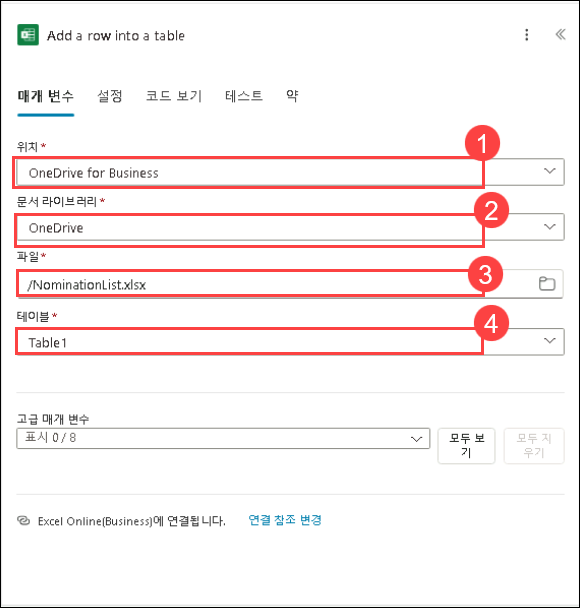 Add a row into a table
매개 변수 설정 코드 보기 테스트 약
위치*
1
OneDrive for Business
문서 라이브러리*
2
OneDrive
파일*
3
/NominationList.xlsx
테이블*
4
Table1
고급 매개 변수
표시 0 / 8
모두 보
기
모두 지
우기
Excel Online(Business)에 연결됩니다. 연결 참조 변경